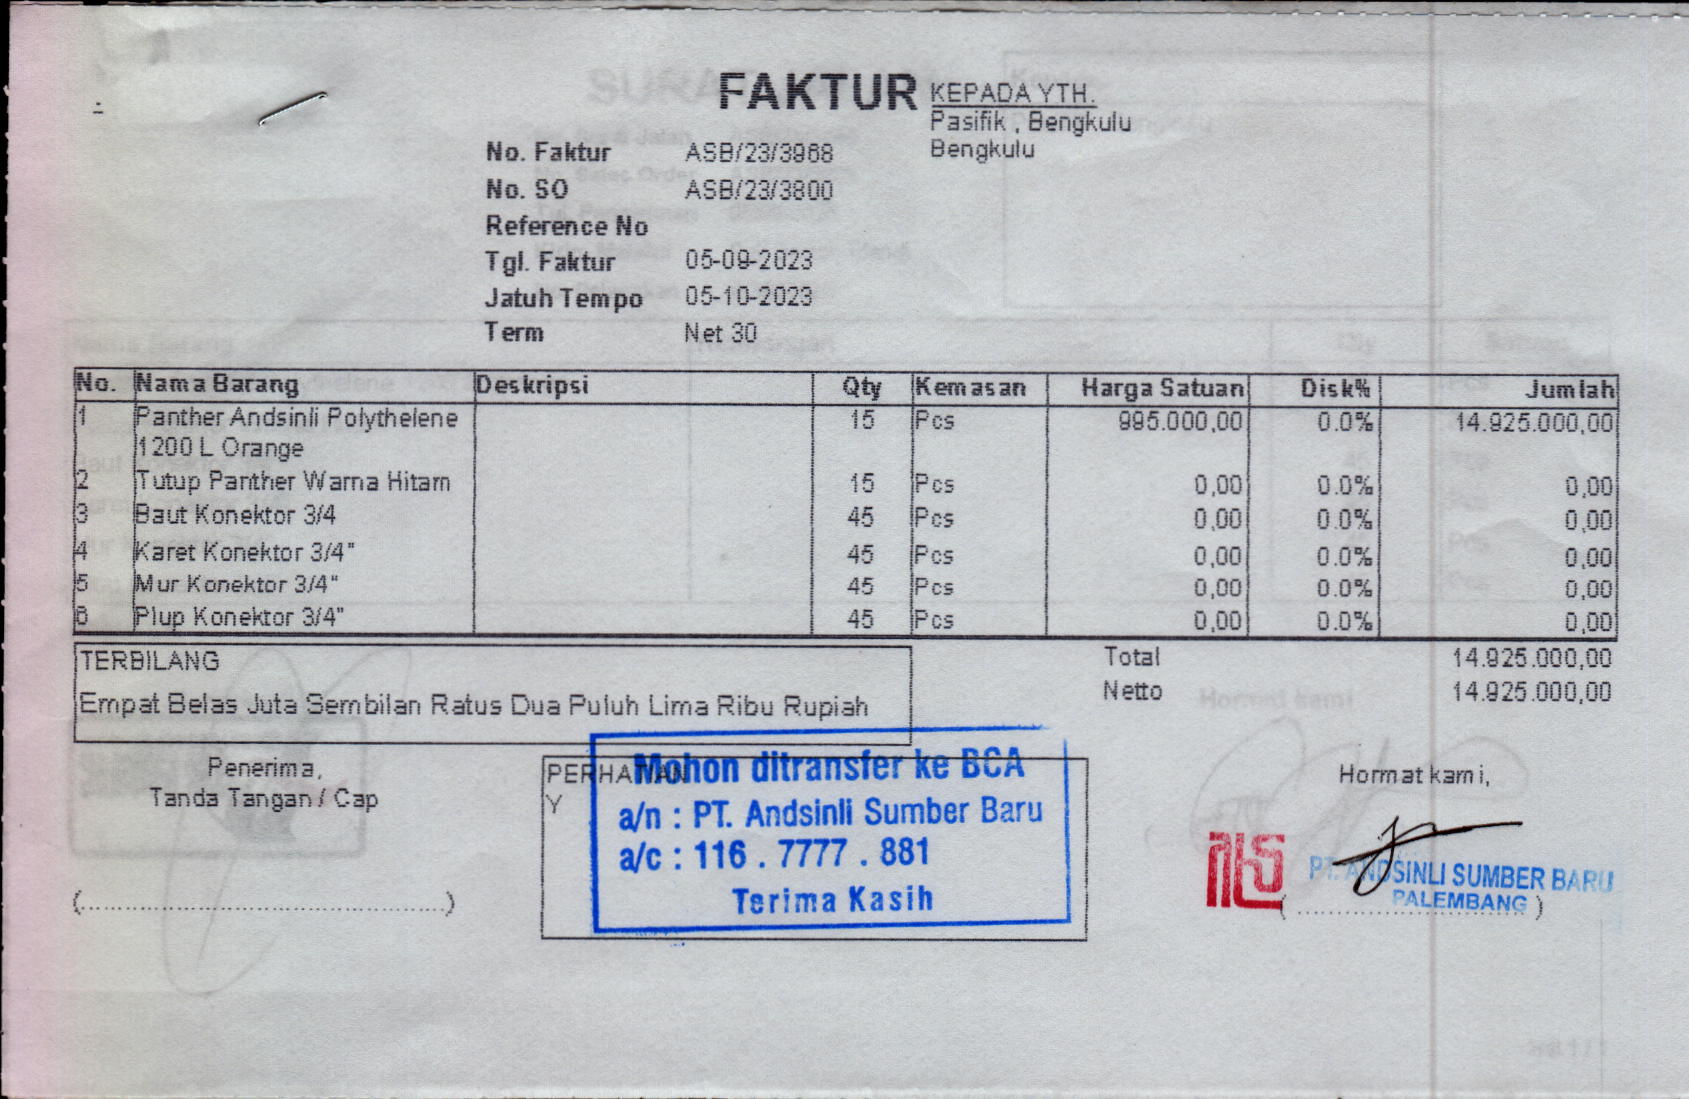 FAKTUR
KEPADA YTH.
Pasifik , Bengkulu
Bengkulu
No. Faktur ASB/23/3968
No. SO ASB/23/3800
Reference No
Tgl. Faktur 05-09-2023
Jatuh Tempo 05-10-2023
Term Net 30
No. Nama Barang Deskripsi Qty Kemasan Harga Satuan Disk% Jumlah
1 Panther Andsinli Polythelene 15 Pcs 995.000,00 0.0% 14.925.000,00
1200 L Orange
2 Tutup Panther Warna Hitam 15 Pcs 0,00 0.0% 0,00
3 Baut Konektor 3/4 45 Pcs 0,00 0.0% 0,00
4 Karet Konektor 3/4" 45 Pcs 0,00 0.0% 0,00
5 Mur Konektor 3/4" 45 Pcs 0,00 0.0% 0,00
6 Plup Konektor 3/4" 45 Pcs 0,00 0.0% 0,00
TERBILANG
Empat Belas Juta Sembilan Ratus Dua Puluh Lima Ribu Rupiah
Total 14.925.000,00
Netto 14.925.000,00
Penerima,
Tanda Tangan / Cap
(............................................)
PERHATIAN
Y
Mohon ditransfer ke BCA
a/n : PT. Andsinli Sumber Baru
a/c : 116 . 7777 . 881
Terima Kasih
Hormat kami,
PT. ANDSINLI SUMBER BARU
PALEMBANG
(............................)